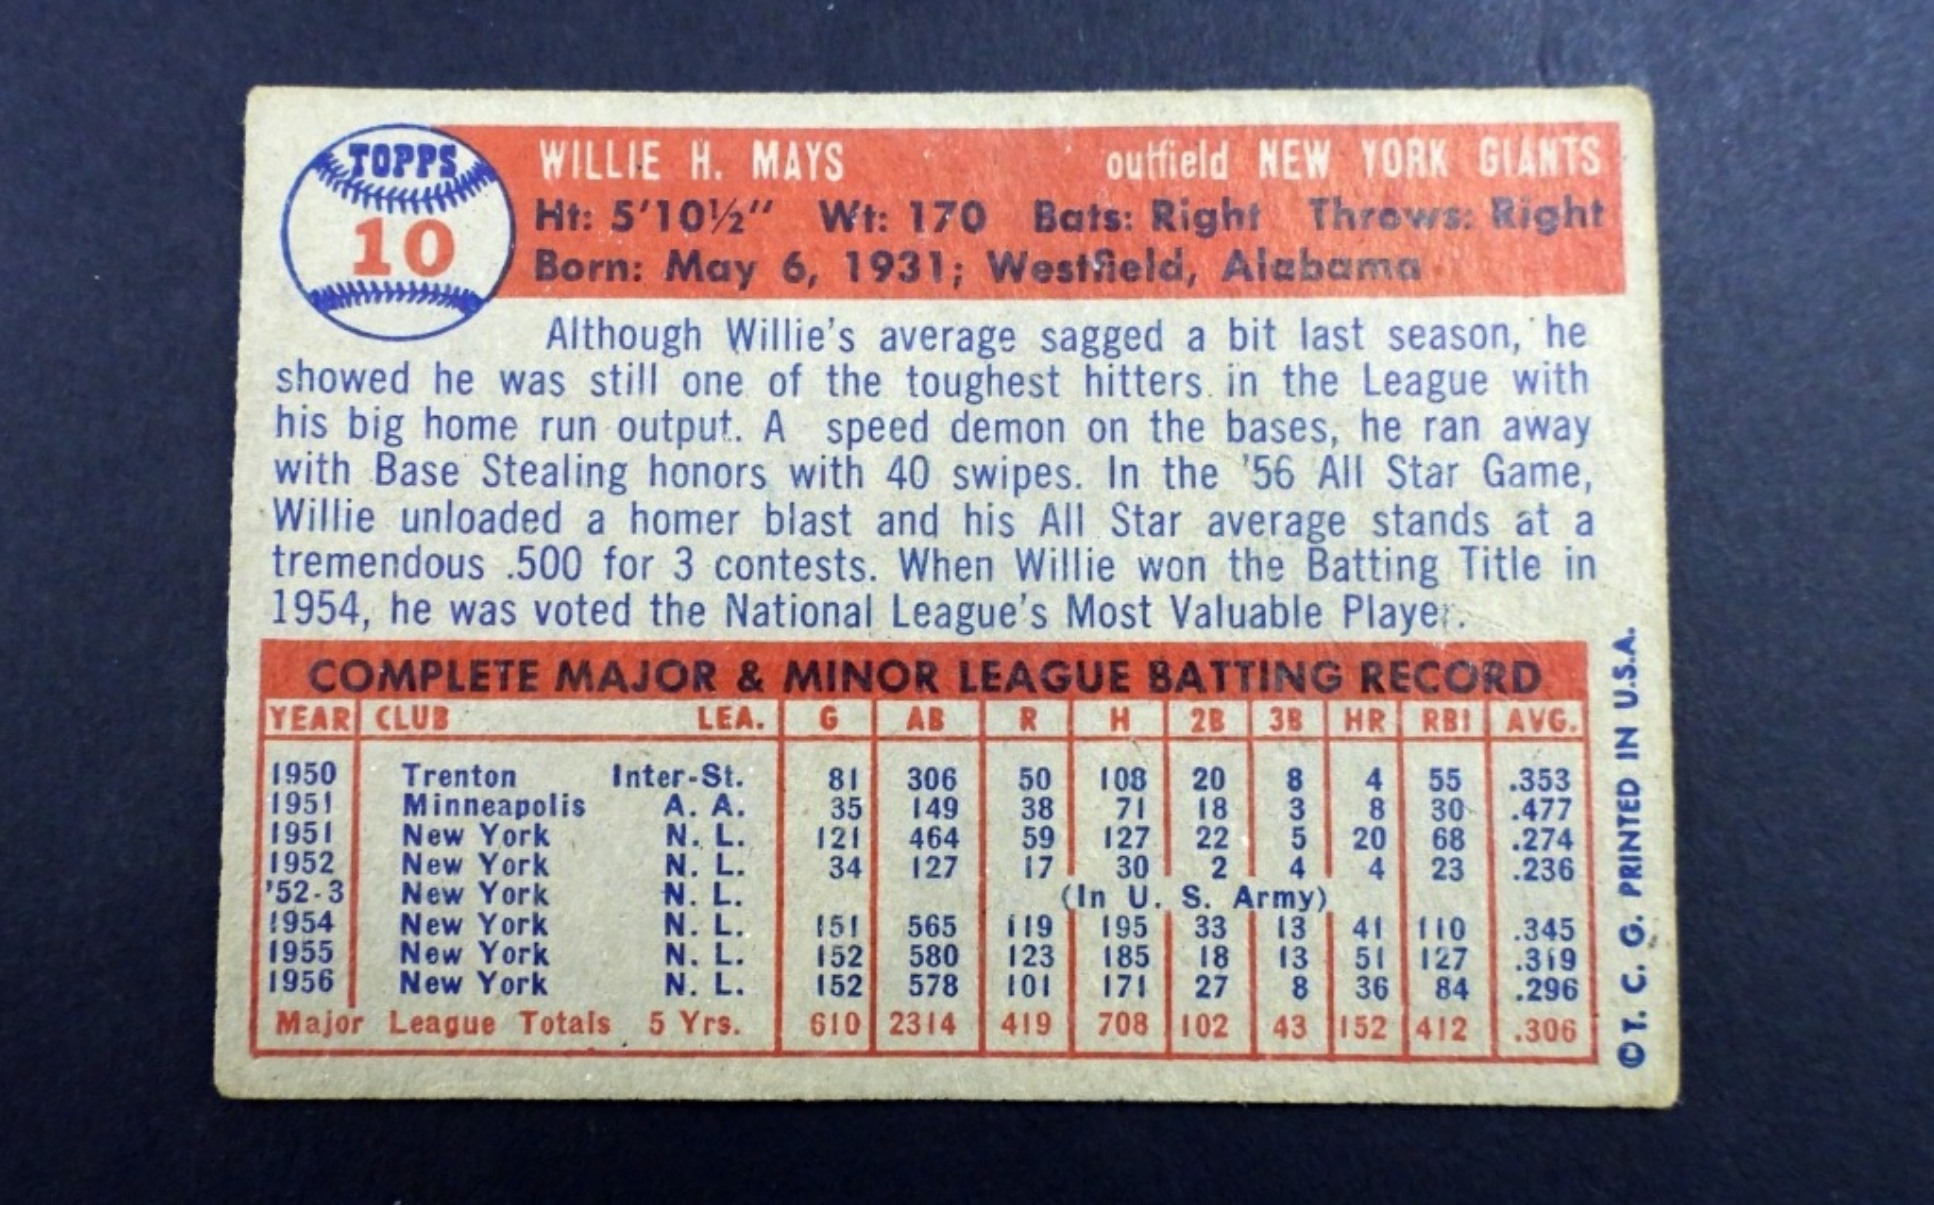 TOPPS
10
WILLIE H. MAYS outfield NEW YORK GIANTS
Ht: 5'10½" Wt: 170 Bats: Right Throws: Right
Born: May 6, 1931; Westfield, Alabama
Although Willie's average sagged a bit last season, he
showed he was still one of the toughest hitters in the League with
his big home run output. A speed demon on the bases, he ran away
with Base Stealing honors with 40 swipes. In the '56 All Star Game,
Willie unloaded a homer blast and his All Star average stands at a
tremendous .500 for 3 contests. When Willie won the Batting Title in
1954, he was voted the National League's Most Valuable Player.
COMPLETE MAJOR & MINOR LEAGUE BATTING RECORD
YEAR CLUB LEA. G AB R H 2B 3B HR RBI AVG.
1950 Trenton Inter-St. 81 306 50 108 20 8 4 55 .353
1951 Minneapolis A. A. 35 149 38 71 18 3 8 30 .477
1951 New York N. L. 121 464 59 127 22 5 20 68 .274
1952 New York N. L. 34 127 17 30 2 4 4 23 .236
'52-3 New York N. L. (In U. S. Army)
1954 New York N. L. 151 565 119 195 33 13 41 110 .345
1955 New York N. L. 152 580 123 185 18 13 51 127 .319
1956 New York N. L. 152 578 101 171 27 8 36 84 .296
Major League Totals 5 Yrs. 610 2314 419 708 102 43 152 412 .306
© T. C. G. PRINTED IN U.S.A.